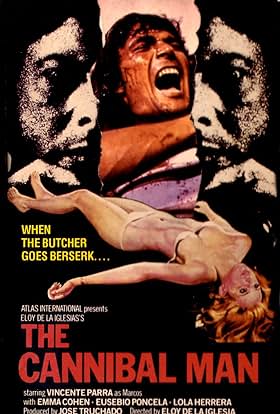 WHEN
THE BUTCHER
GOES BERSERK....
ATLAS INTERNATIONAL presents
ELOY DE LA IGLESIAS'S
THE
CANNIBAL MAN
starring VINCENTE PARRA as Marcos
with EMMA COHEN · EUSEBIO PONCELA · LOLA HERRERA
Produced by JOSE TRUCHADO Directed by ELOY DE LA IGLESIA